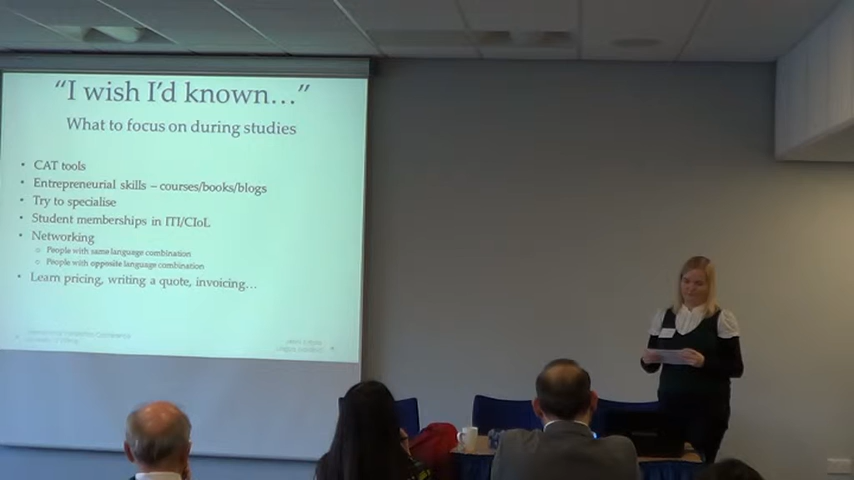 “I wish I’d known…”
What to focus on during studies
• CAT tools
• Entrepreneurial skills – courses/books/blogs
• Try to specialise
• Student memberships in ITI/CIoL
• Networking
○ People with same language combination
○ People with opposite language combination
• Learn pricing, writing a quote, invoicing…